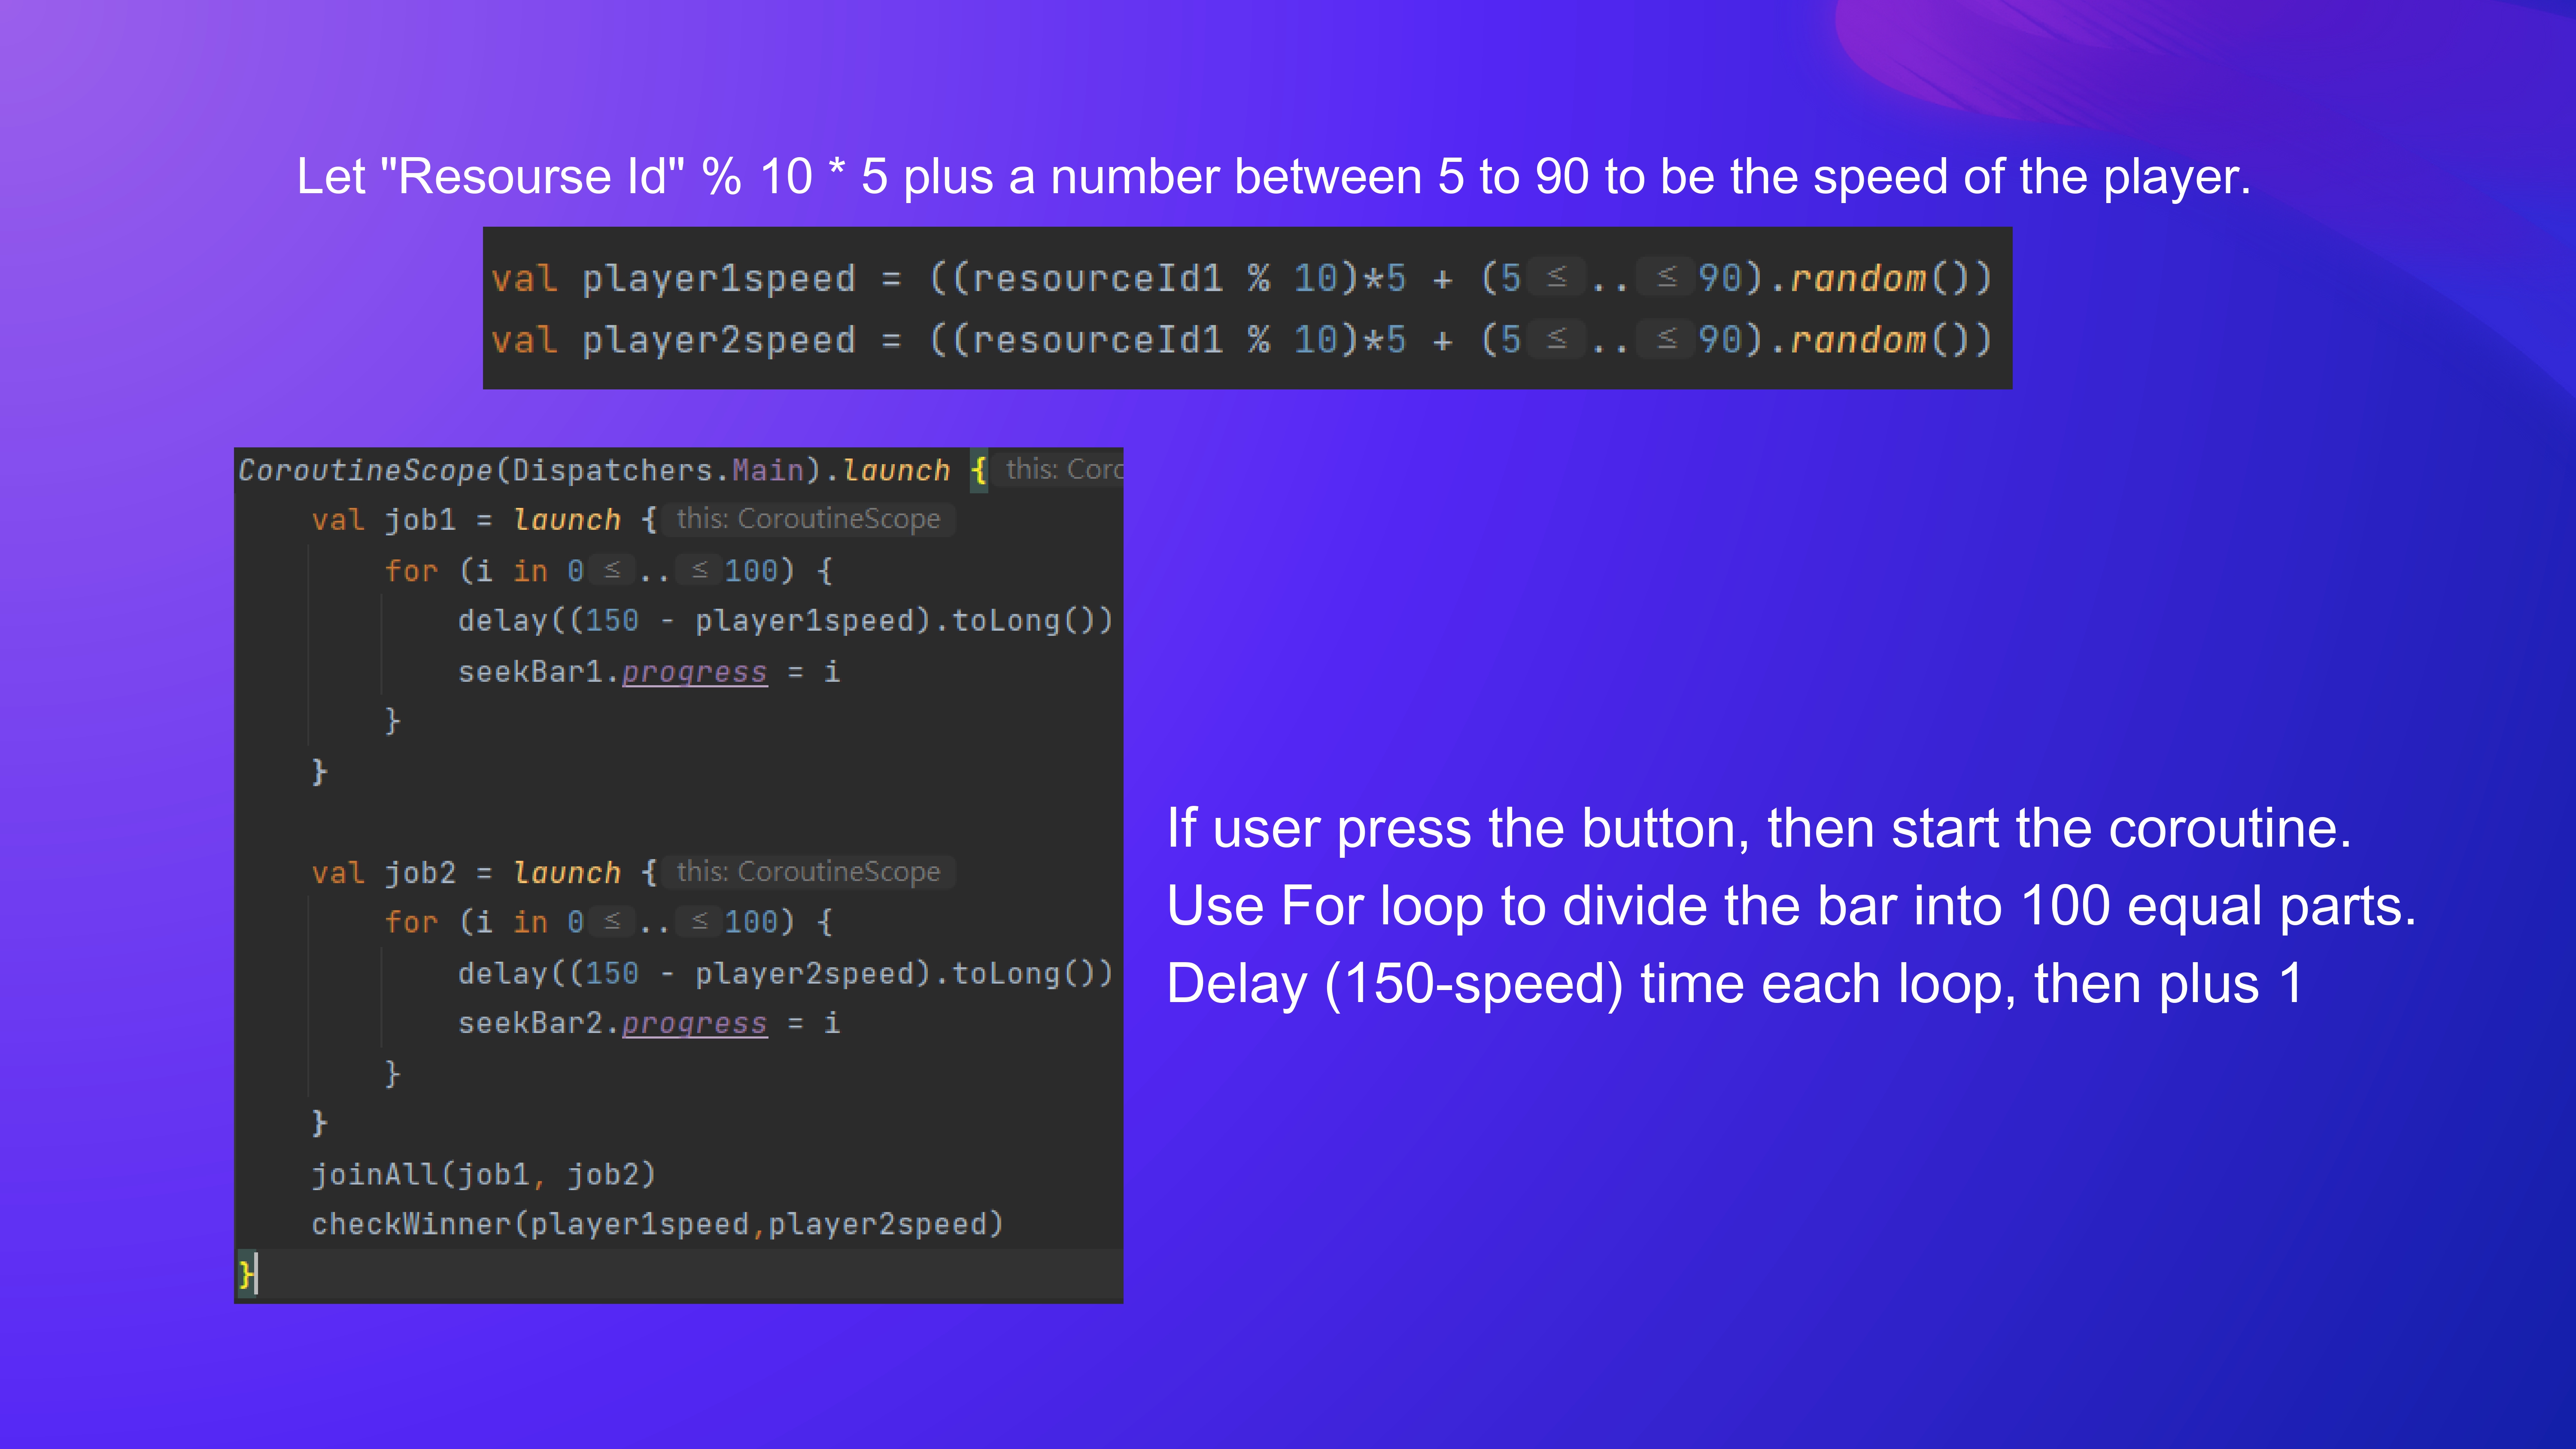 Let "Resourse Id" % 10 * 5 plus a number between 5 to 90 to be the speed of the player.
val player1speed = ((resourceId1 % 10)*5 + (5 ≤ .. ≤ 90).random())
val player2speed = ((resourceId1 % 10)*5 + (5 ≤ .. ≤ 90).random())
CoroutineScope(Dispatchers.Main).launch { this: Coro
val job1 = launch { this: CoroutineScope
for (i in 0 ≤ .. ≤ 100) {
delay((150 - player1speed).toLong())
seekBar1.progress = i
}
}
val job2 = launch { this: CoroutineScope
for (i in 0 ≤ .. ≤ 100) {
delay((150 - player2speed).toLong())
seekBar2.progress = i
}
}
joinAll(job1, job2)
checkWinner(player1speed,player2speed)
}
If user press the button, then start the coroutine.
Use For loop to divide the bar into 100 equal parts.
Delay (150-speed) time each loop, then plus 1